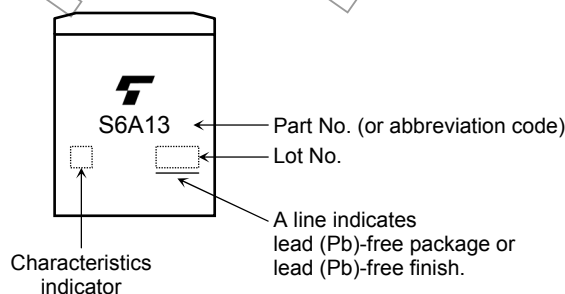 S6A13
Part No. (or abbreviation code)
Lot No.
A line indicates
lead (Pb)-free package or
lead (Pb)-free finish.
Characteristics
indicator